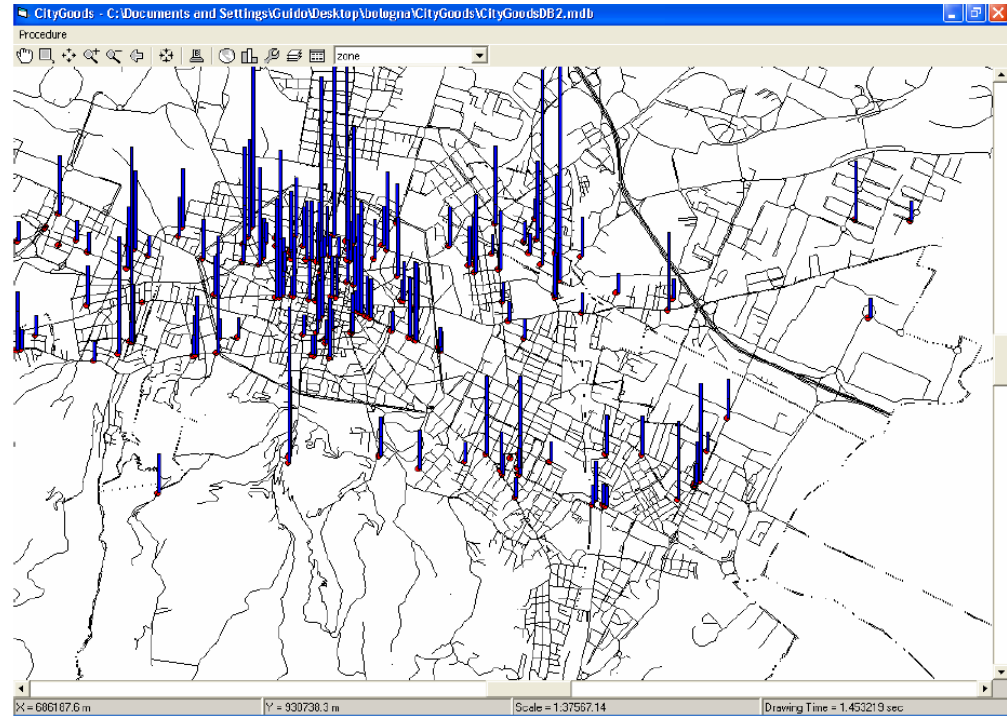 CityGoods - C:\Documents and Settings\Guido\Desktop\bologna\CityGoods\CityGoodsDB2.mdb
Procedure
zone
X = 686187.6 m
Y = 930738.3 m
Scale = 1:37567.14
Drawing Time = 1.453219 sec